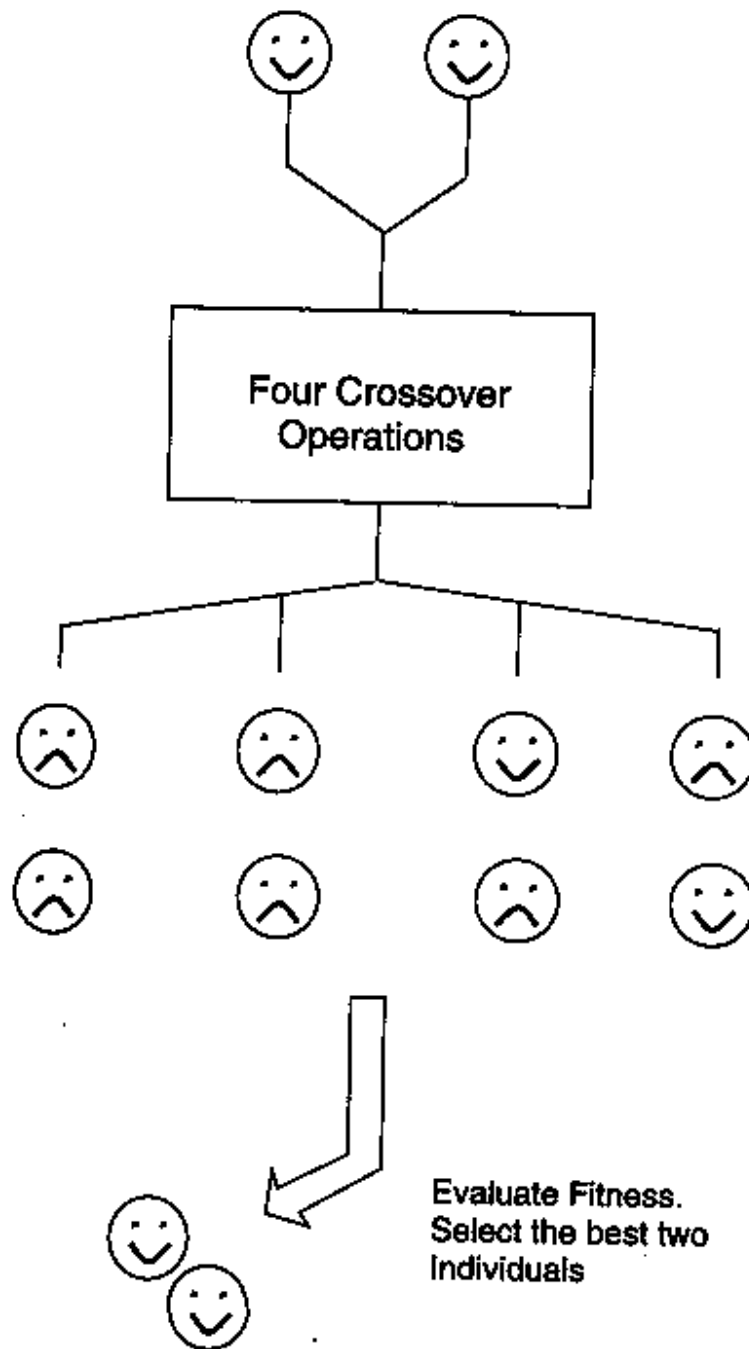 Four Crossover
Operations
Evaluate Fitness.
Select the best two
individuals